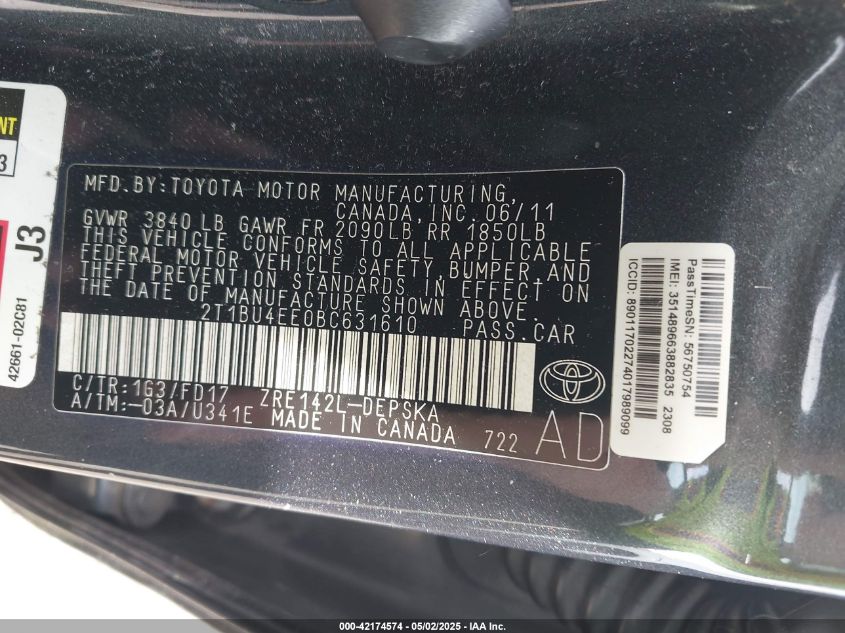 NT
3
J3
42661-02C81
MFD.BY:TOYOTA MOTOR MANUFACTURING,
CANADA,INC. 06/11
GVWR 3840 LB GAWR FR 2090LB RR 1850LB
THIS VEHICLE CONFORMS TO ALL APPLICABLE
FEDERAL MOTOR VEHICLE SAFETY,BUMPER,AND
THEFT PREVENTION STANDARDS IN EFFECT ON
THE DATE OF MANUFACTURE SHOWN ABOVE.
2T1BU4EE0BC631610 PASS.CAR
C/TR:1G3/FD17 ZRE142L-DEPSKA
A/TM:-03A/U341E MADE IN CANADA 722
AD
PassTimeSN: 56750754
IMEI: 351489663882835 2308
ICCID: 89011702274017989099
000-42174574 - 05/02/2025 - IAA Inc.